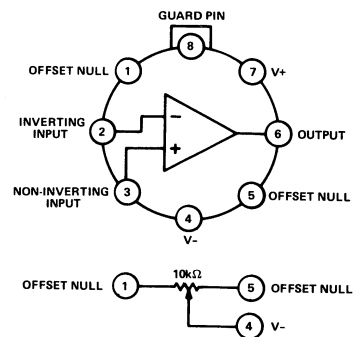 GUARD PIN
8
OFFSET NULL 1
7 V+
INVERTING
INPUT
2
−
6 OUTPUT
+
NON-INVERTING
INPUT
3
5 OFFSET NULL
4
V−
10kΩ
OFFSET NULL 1
5 OFFSET NULL
4 V−